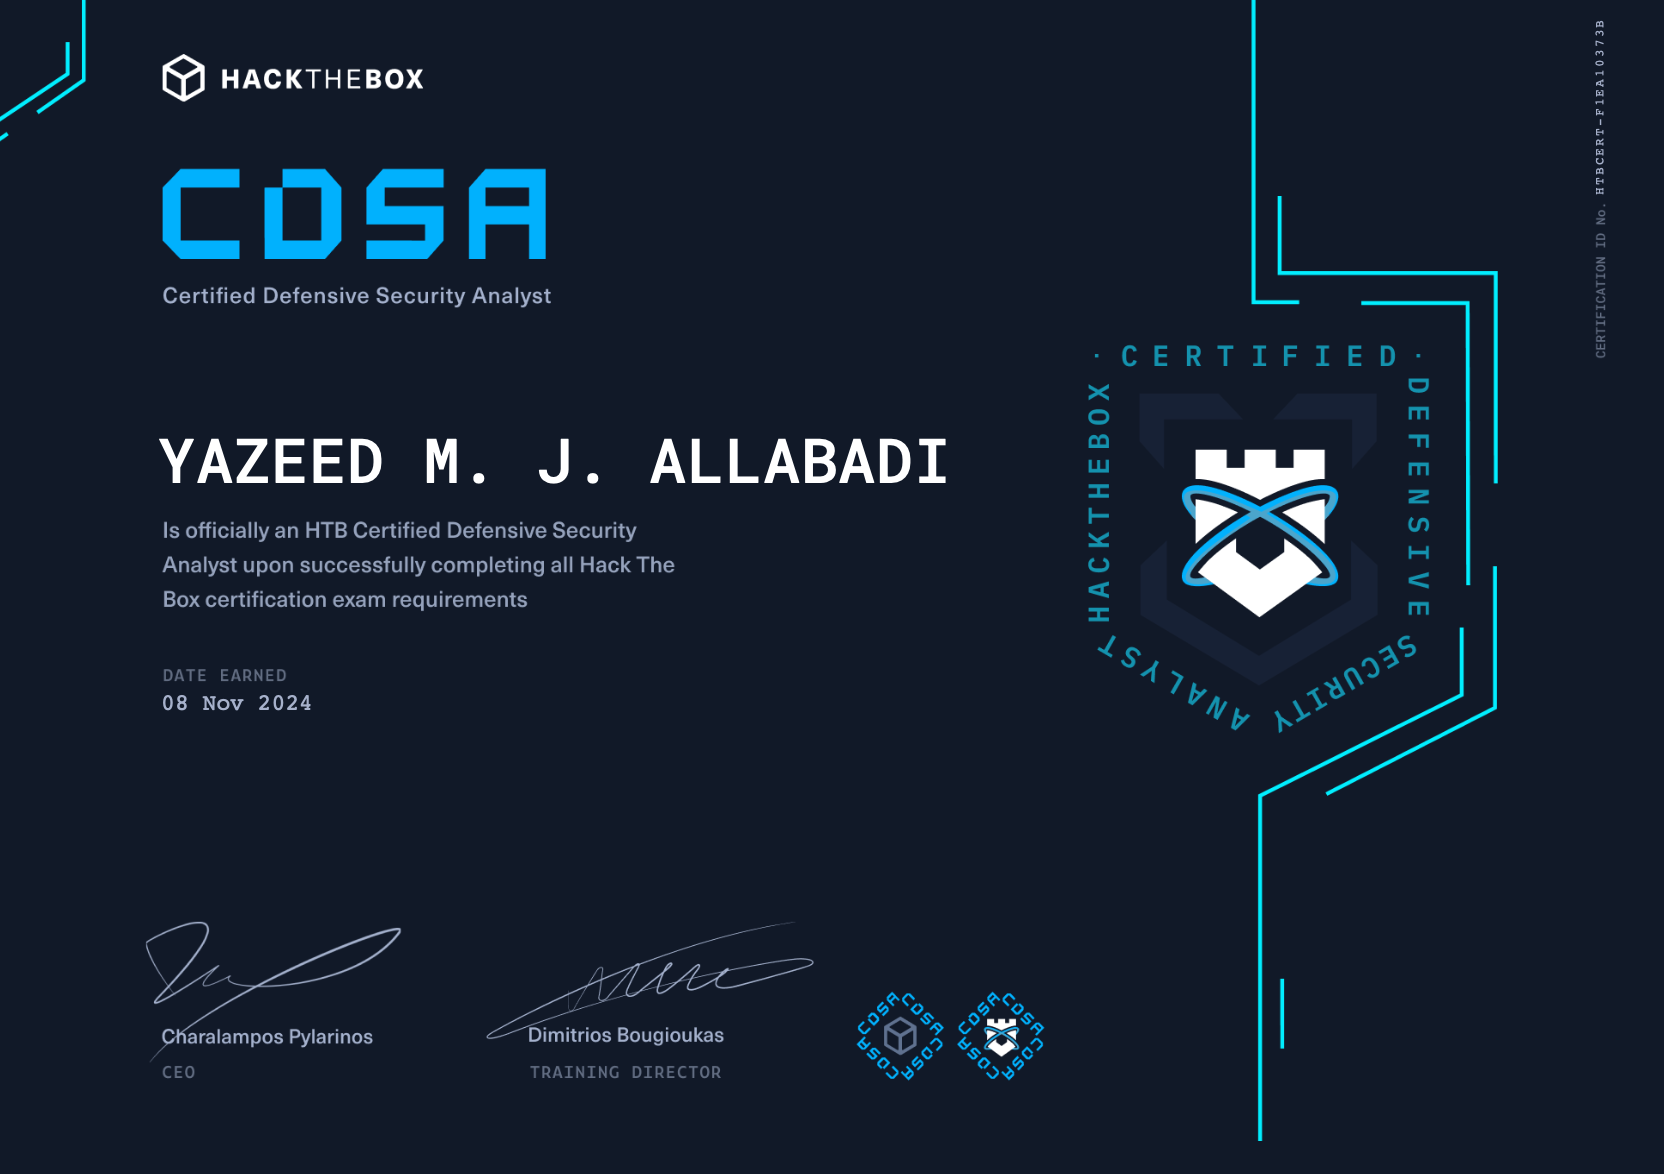 HACKTHEBOX
CDSA
Certified Defensive Security Analyst
YAZEED M. J. ALLABADI
Is officially an HTB Certified Defensive Security
Analyst upon successfully completing all Hack The
Box certification exam requirements
DATE EARNED
08 Nov 2024
Charalampos Pylarinos
CEO
Dimitrios Bougioukas
TRAINING DIRECTOR
CDSA CDSA CDSA CDSA
CDSA CDSA CDSA CDSA
HACKTHEBOX
· CERTIFIED ·
DEFENSIVE
SECURITY
ANALYST
CERTIFICATION ID No. HTBCERT-F1EA10373B